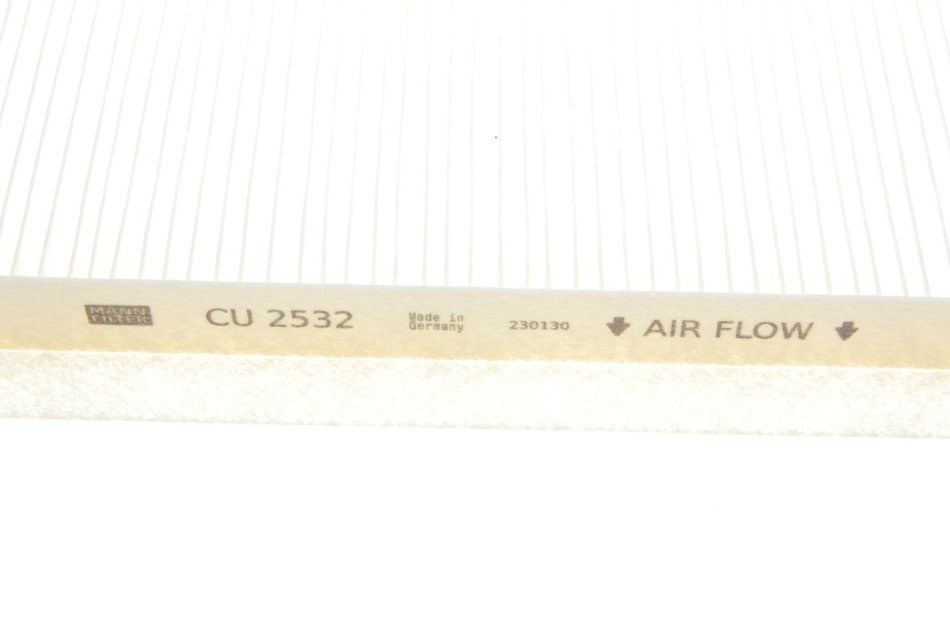 MANN
FILTER
CU 2532
Made in
Germany
230130
AIR FLOW